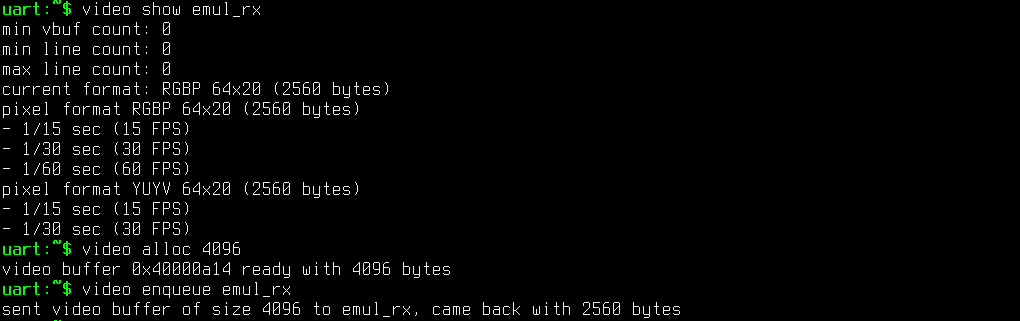 uart:~$ video show emul_rx
min vbuf count: 0
min line count: 0
max line count: 0
current format: RGBP 64x20 (2560 bytes)
pixel format RGBP 64x20 (2560 bytes)
- 1/15 sec (15 FPS)
- 1/30 sec (30 FPS)
- 1/60 sec (60 FPS)
pixel format YUYV 64x20 (2560 bytes)
- 1/15 sec (15 FPS)
- 1/30 sec (30 FPS)
uart:~$ video alloc 4096
video buffer 0x40000a14 ready with 4096 bytes
uart:~$ video enqueue emul_rx
sent video buffer of size 4096 to emul_rx, came back with 2560 bytes